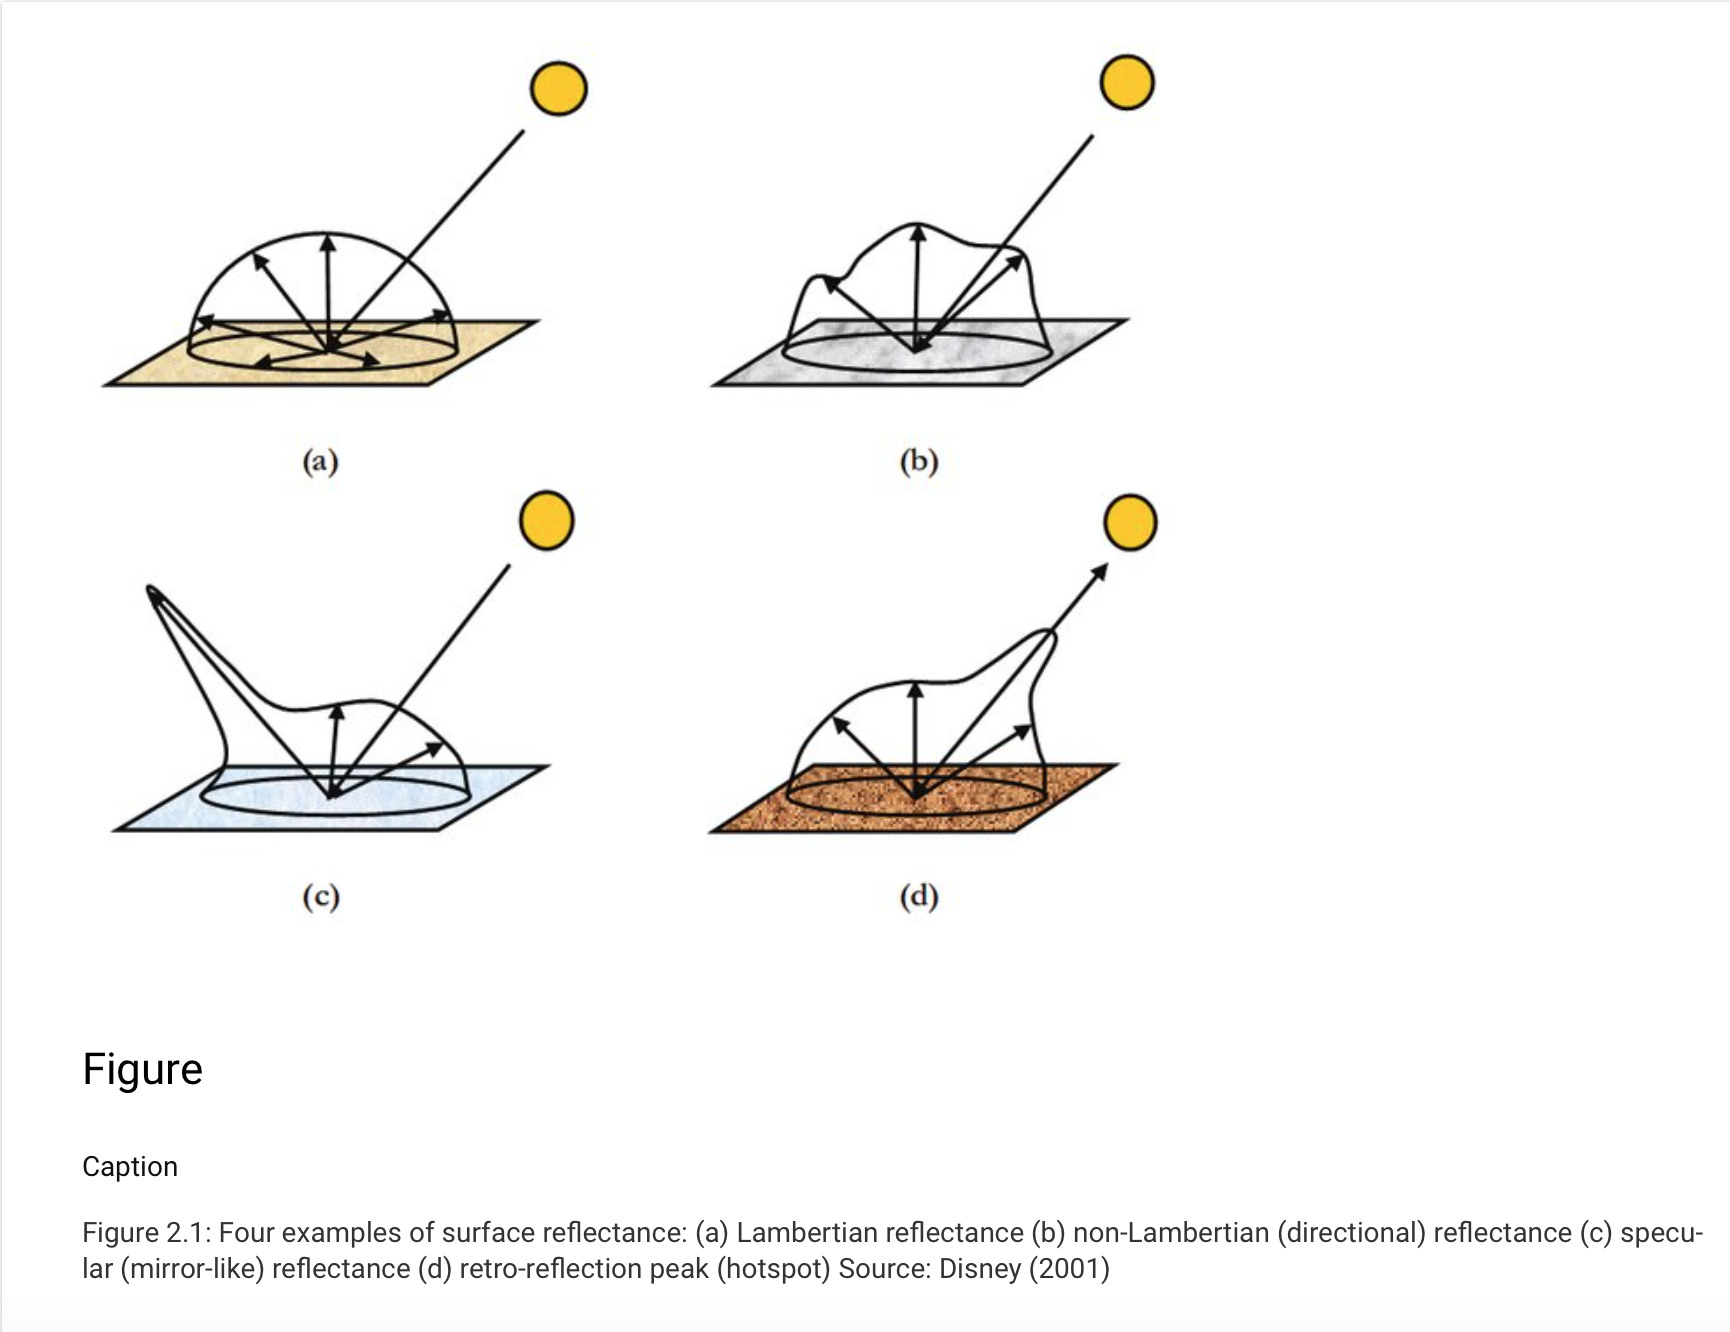 (a)
(b)
(c)
(d)
Figure
Caption
Figure 2.1: Four examples of surface reflectance: (a) Lambertian reflectance (b) non-Lambertian (directional) reflectance (c) specu-
lar (mirror-like) reflectance (d) retro-reflection peak (hotspot) Source: Disney (2001)